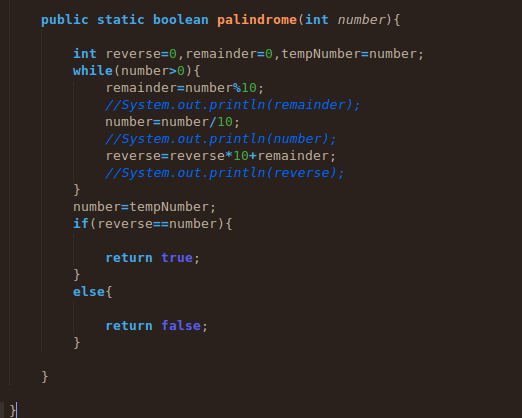 public static boolean palindrome(int number){
int reverse=0,remainder=0,tempNumber=number;
while(number>0){
remainder=number%10;
//System.out.println(remainder);
number=number/10;
//System.out.println(number);
reverse=reverse*10+remainder;
//System.out.println(reverse);
}
number=tempNumber;
if(reverse==number){
return true;
}
else{
return false;
}
}
}